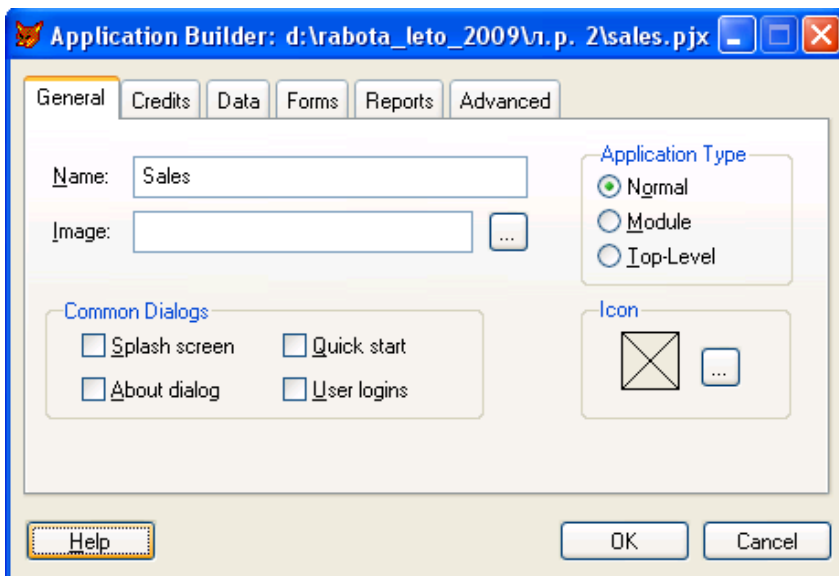 Application Builder: d:\rabota_leto_2009\л.р. 2\sales.pjx
General Credits Data Forms Reports Advanced
Name: Sales
Image: ...
Application Type
Normal
Module
Top-Level
Common Dialogs
Splash screen Quick start
About dialog User logins
Icon
...
Help OK Cancel